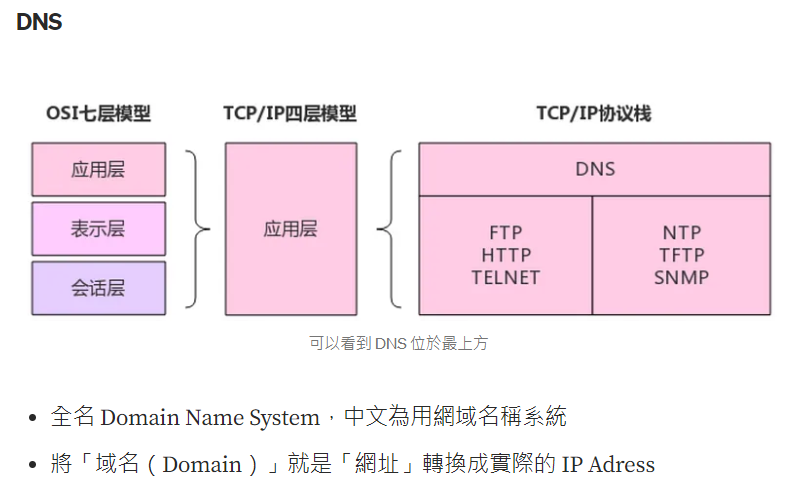 DNS
OSI七层模型
TCP/IP四层模型
TCP/IP协议栈
应用层
表示层
会话层
应用层
DNS
FTP
HTTP
TELNET
NTP
TFTP
SNMP
可以看到 DNS 位於最上方
全名 Domain Name System，中文為用網域名稱系統
將「域名（Domain）」就是「網址」轉換成實際的 IP Adress